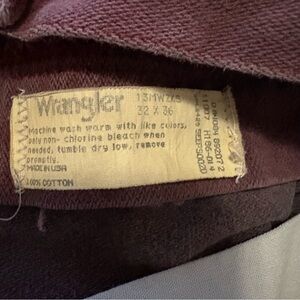 Wrangler
13MWZXB
32 X 36
Machine wash warm with like colors,
only non- chlorine bleach when
needed, tumble dry low, remove
promptly.
MADE IN USA
100% COTTON